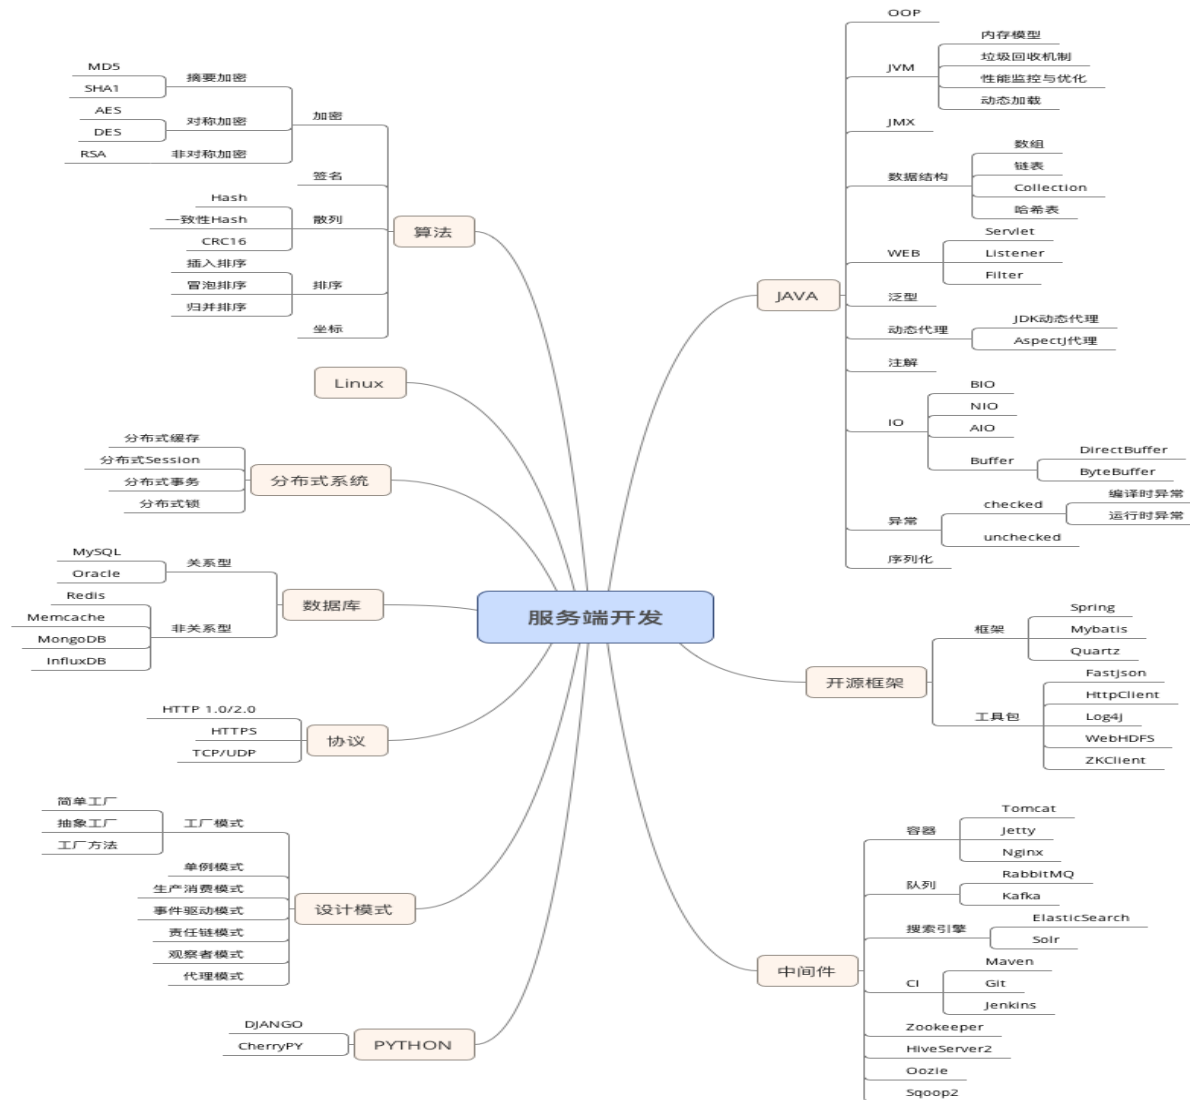 服务端开发
算法
加密
摘要加密
MD5
SHA1
对称加密
AES
DES
非对称加密
RSA
签名
散列
Hash
一致性Hash
CRC16
排序
插入排序
冒泡排序
归并排序
坐标
Linux
分布式系统
分布式缓存
分布式Session
分布式事务
分布式锁
数据库
关系型
MySQL
Oracle
非关系型
Redis
Memcache
MongoDB
InfluxDB
协议
HTTP 1.0/2.0
HTTPS
TCP/UDP
设计模式
工厂模式
简单工厂
抽象工厂
工厂方法
单例模式
生产消费模式
事件驱动模式
责任链模式
观察者模式
代理模式
PYTHON
DJANGO
CherryPY
JAVA
OOP
JVM
内存模型
垃圾回收机制
性能监控与优化
动态加载
JMX
数据结构
数组
链表
Collection
哈希表
WEB
Servlet
Listener
Filter
泛型
动态代理
JDK动态代理
AspectJ代理
注解
IO
BIO
NIO
AIO
Buffer
DirectBuffer
ByteBuffer
异常
checked
编译时异常
运行时异常
unchecked
序列化
开源框架
框架
Spring
Mybatis
Quartz
工具包
Fastjson
HttpClient
Log4j
WebHDFS
ZKClient
中间件
容器
Tomcat
Jetty
Nginx
队列
RabbitMQ
Kafka
搜索引擎
ElasticSearch
Solr
CI
Maven
Git
Jenkins
Zookeeper
HiveServer2
Oozie
Sqoop2